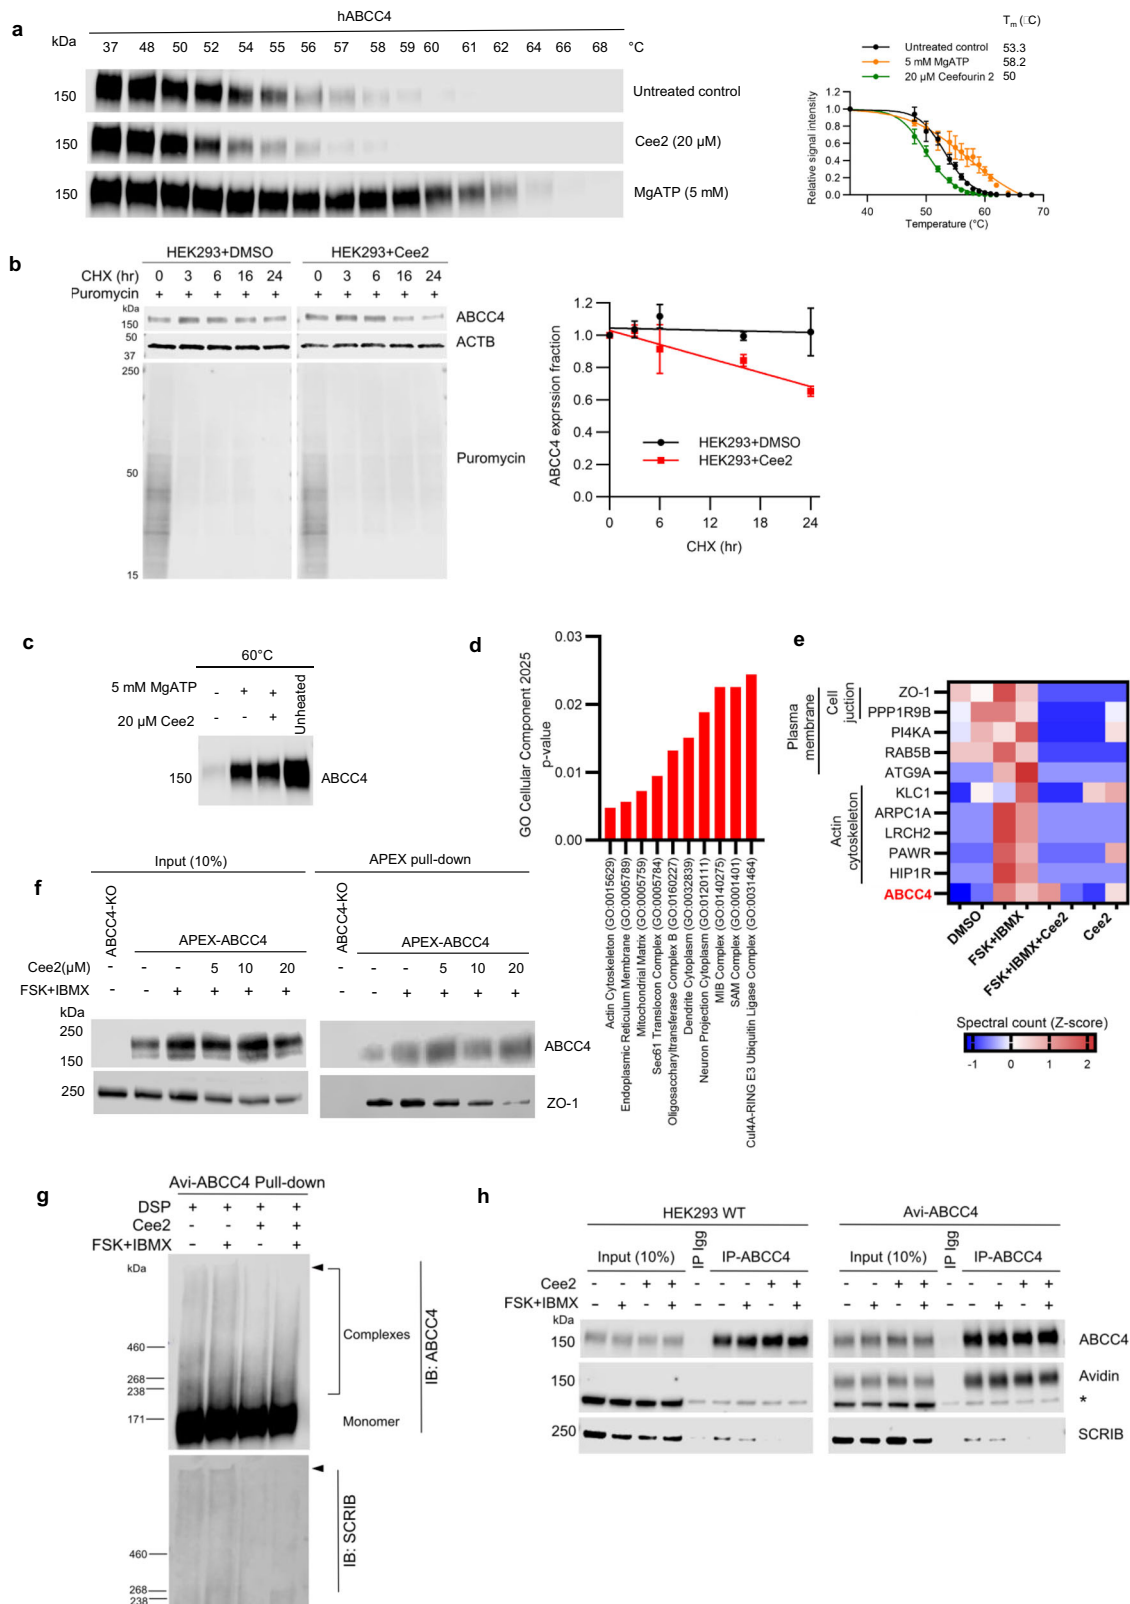 a
hABCC4
kDa
37 48 50 52 54 55 56 57 58 59 60 61 62 64 66 68 °C
150 Untreated control
150 Cee2 (20 µM)
150 MgATP (5 mM)
Tm (□C)
Untreated control 53.3
5 mM MgATP 58.2
20 µM Ceefourin 2 50
Relative signal intensity
1.2
1.0
0.8
0.6
0.4
0.2
0.0
40 50 60 70
Temperature (°C)
b
HEK293+DMSO HEK293+Cee2
CHX (hr) 0 3 6 16 24 0 3 6 16 24
Puromycin + + + + + + + + + +
kDa
150 ABCC4
50
37 ACTB
250
50 Puromycin
15
ABCC4 exprssion fraction
1.2
1.0
0.8
0.6
0.4
0.2
0.0
HEK293+DMSO
HEK293+Cee2
0 6 12 18 24
CHX (hr)
c
60°C
5 mM MgATP - + +
20 µM Cee2 - - +
Unheated
150 ABCC4
d
GO Cellular Component 2025
p-value
0.03
0.02
0.01
0.00
Actin Cytoskeleton (GO:0015629)
Endoplasmic Reticulum Membrane (GO:0005789)
Mitochondrial Matrix (GO:0005759)
Sec61 Translocon Complex (GO:0005784)
Oligosaccharyltransferase Complex B (GO:0160227)
Dendrite Cytoplasm (GO:0032839)
Neuron Projection Cytoplasm (GO:0120111)
MIB Complex (GO:0140275)
SAM Complex (GO:0001401)
Cul4A-RING E3 Ubiquitin Ligase Complex (GO:0031464)
e
Plasma
membrane
Cell
juction
Actin
cytoskeleton
ZO-1
PPP1R9B
PI4KA
RAB5B
ATG9A
KLC1
ARPC1A
LRCH2
PAWR
HIP1R
ABCC4
DMSO
FSK+IBMX
FSK+IBMX+Cee2
Cee2
Spectral count (Z-score)
-1 0 1 2
f
Input (10%) APEX pull-down
ABCC4-KO ABCC4-KO
APEX-ABCC4 APEX-ABCC4
Cee2(µM) - - - 5 10 20 - - - 5 10 20
FSK+IBMX - - + + + + - - + + + +
kDa
250
150 ABCC4
250 ZO-1
g
Avi-ABCC4 Pull-down
DSP + + + +
Cee2 - - + +
FSK+IBMX - + - +
kDa
Complexes
460
268
238
171 Monomer
IB: ABCC4
460
268
238
IB: SCRIB
h
HEK293 WT Avi-ABCC4
Input (10%) IP Igg IP-ABCC4 Input (10%) IP Igg IP-ABCC4
Cee2 - - + + - - - + + - - + + - - - + +
FSK+IBMX - + - + - - + - + - + - + - - + - +
kDa
150 ABCC4
150 Avidin
*
250 SCRIB